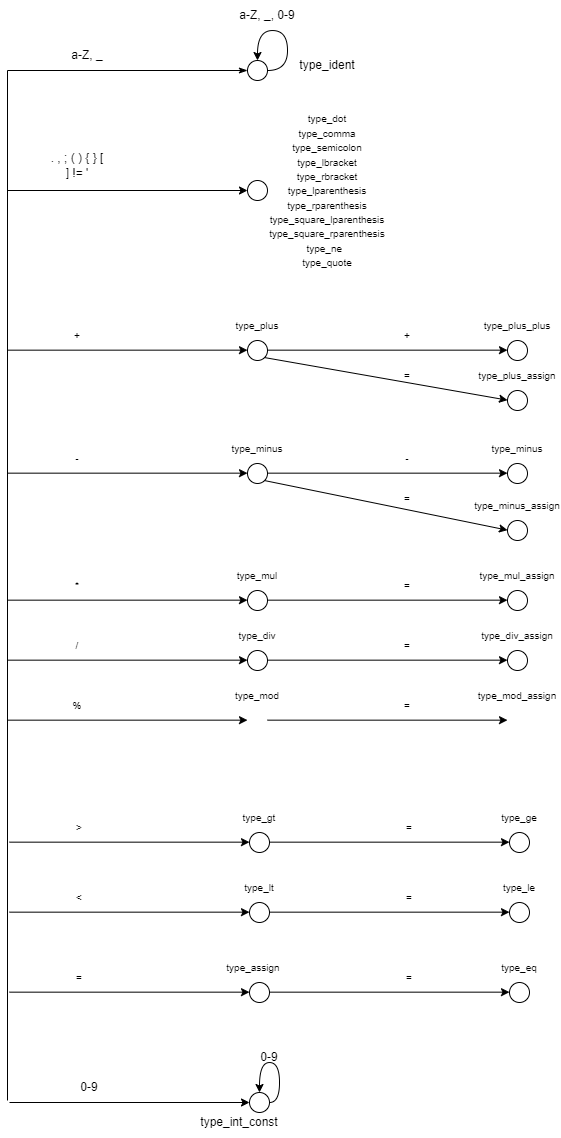 a-Z, _, 0-9
a-Z, _
type_ident
. , ; ( ) { } [
] != '
type_dot
type_comma
type_semicolon
type_lbracket
type_rbracket
type_lparenthesis
type_rparenthesis
type_square_lparenthesis
type_square_rparenthesis
type_ne
type_quote
+
type_plus
+
type_plus_plus
=
type_plus_assign
-
type_minus
-
type_minus
=
type_minus_assign
*
type_mul
=
type_mul_assign
/
type_div
=
type_div_assign
%
type_mod
=
type_mod_assign
>
type_gt
=
type_ge
<
type_lt
=
type_le
=
type_assign
=
type_eq
0-9
0-9
type_int_const